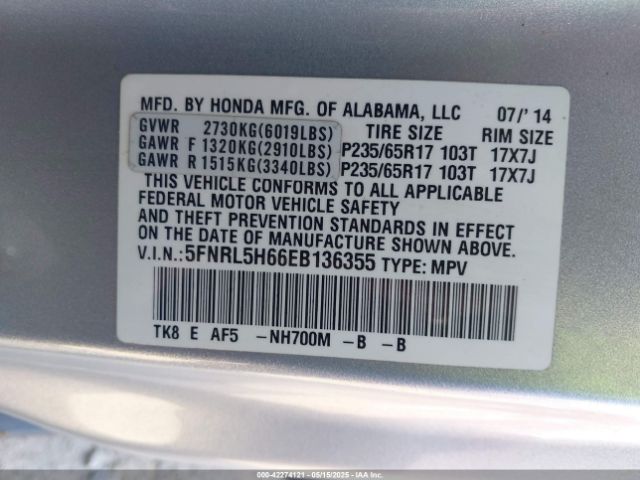 MFD. BY HONDA MFG. OF ALABAMA, LLC 07/'14
GVWR 2730KG(6019LBS) TIRE SIZE RIM SIZE
GAWR F 1320KG(2910LBS) P235/65R17 103T 17X7J
GAWR R 1515KG(3340LBS) P235/65R17 103T 17X7J
THIS VEHICLE CONFORMS TO ALL APPLICABLE
FEDERAL MOTOR VEHICLE SAFETY
AND THEFT PREVENTION STANDARDS IN EFFECT
ON THE DATE OF MANUFACTURE SHOWN ABOVE.
V.I.N.:5FNRL5H66EB136355 TYPE: MPV
TK8 E AF5 -NH700M -B -B
000-42274121 - 05/15/2025 - IAAI.com